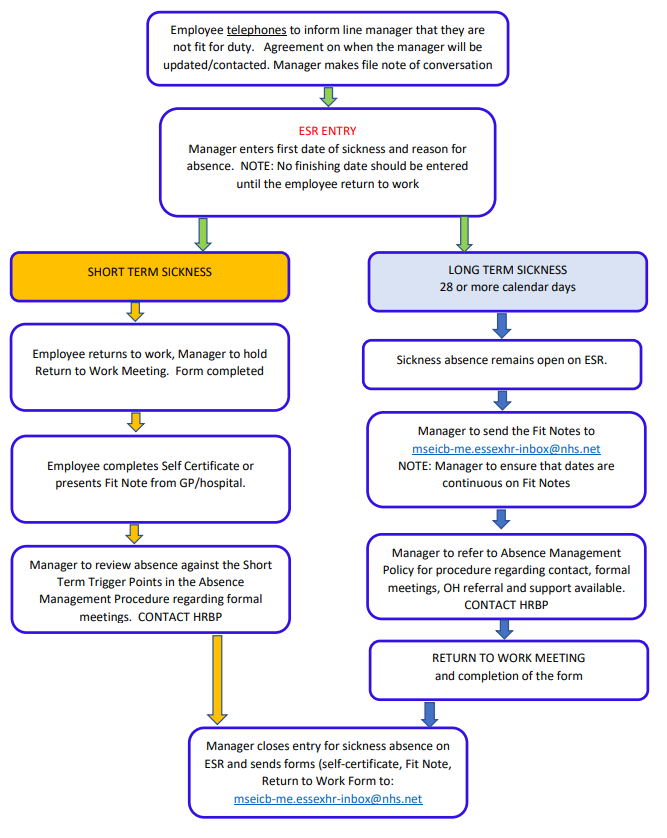 Employee telephones to inform line manager that they are
not fit for duty. Agreement on when the manager will be
updated/contacted. Manager makes file note of conversation
ESR ENTRY
Manager enters first date of sickness and reason for
absence. NOTE: No finishing date should be entered
until the employee return to work
SHORT TERM SICKNESS
Employee returns to work, Manager to hold
Return to Work Meeting. Form completed
Employee completes Self Certificate or
presents Fit Note from GP/hospital.
Manager to review absence against the Short
Term Trigger Points in the Absence
Management Procedure regarding formal
meetings. CONTACT HRBP
LONG TERM SICKNESS
28 or more calendar days
Sickness absence remains open on ESR.
Manager to send the Fit Notes to
mseicb-me.essexhr-inbox@nhs.net
NOTE: Manager to ensure that dates are
continuous on Fit Notes
Manager to refer to Absence Management
Policy for procedure regarding contact, formal
meetings, OH referral and support available.
CONTACT HRBP
RETURN TO WORK MEETING
and completion of the form
Manager closes entry for sickness absence on
ESR and sends forms (self-certificate, Fit Note,
Return to Work Form to:
mseicb-me.essexhr-inbox@nhs.net